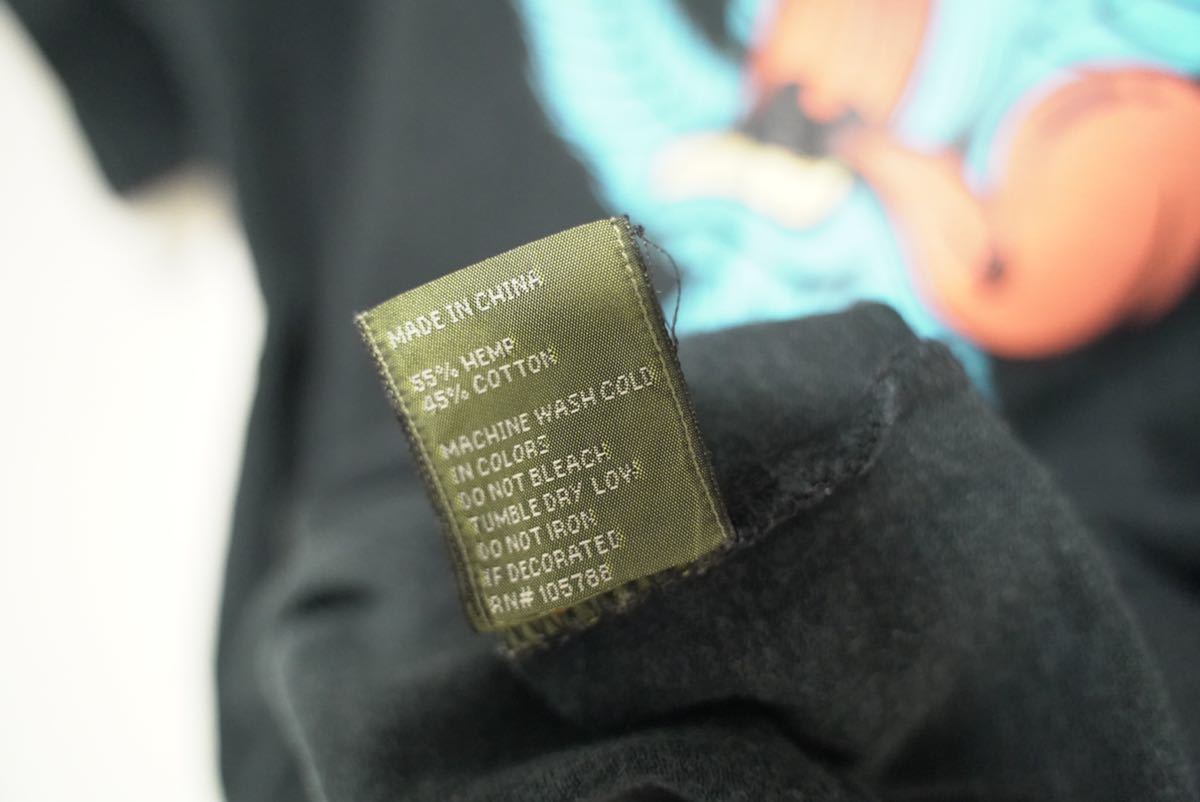 MADE IN CHINA
55% HEMP
45% COTTON
MACHINE WASH COLD
IN COLORS
DO NOT BLEACH
TUMBLE DRY LOW
DO NOT IRON
IF DECORATED
RN# 105788